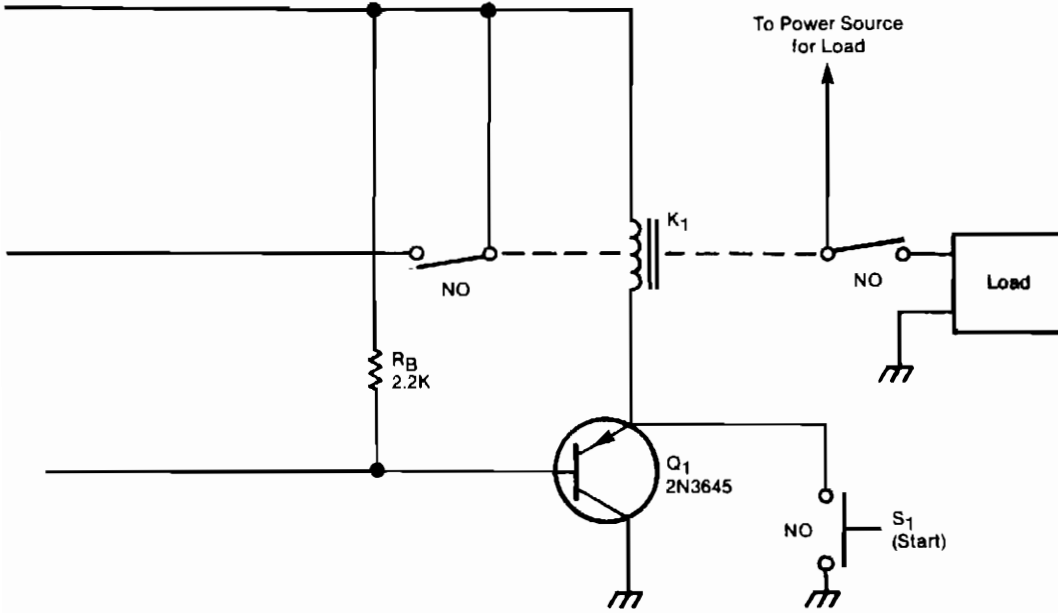 To Power Source
for Load
K1
NO
NO
Load
RB
2.2K
Q1
2N3645
NO
S1
(Start)